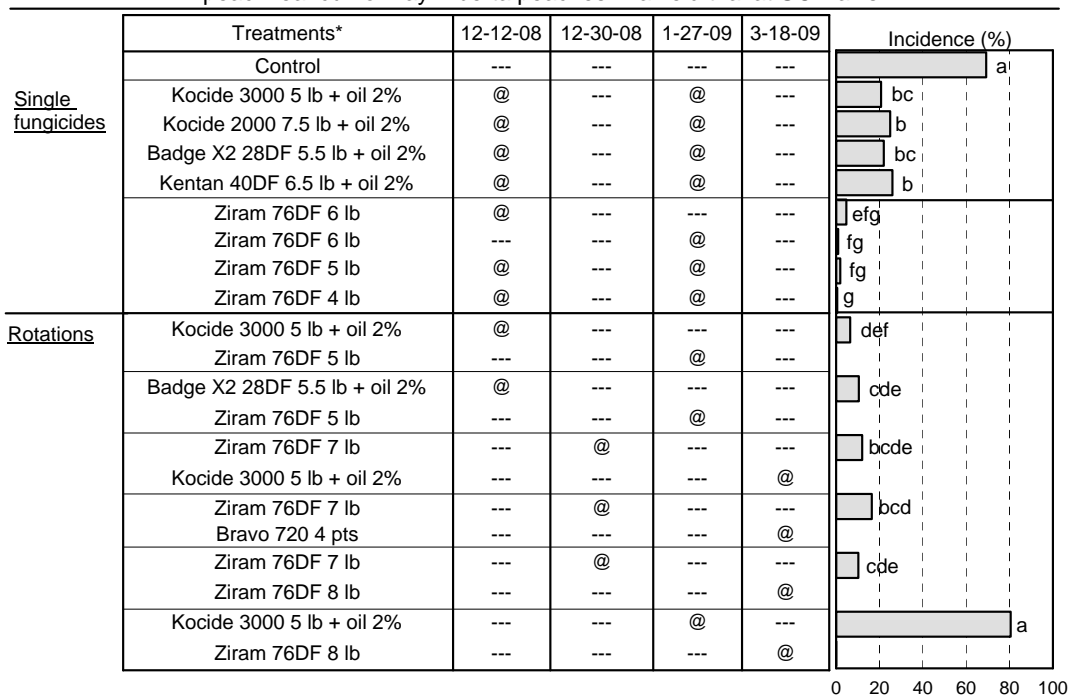 Treatments* 12-12-08 12-30-08 1-27-09 3-18-09 Incidence (%)
Control --- --- --- --- a
Single fungicides
Kocide 3000 5 lb + oil 2% @ --- @ --- bc
Kocide 2000 7.5 lb + oil 2% @ --- @ --- b
Badge X2 28DF 5.5 lb + oil 2% @ --- @ --- bc
Kentan 40DF 6.5 lb + oil 2% @ --- @ --- b
Ziram 76DF 6 lb @ --- --- --- efg
Ziram 76DF 6 lb --- --- @ --- fg
Ziram 76DF 5 lb @ --- @ --- fg
Ziram 76DF 4 lb @ --- @ --- g
Rotations
Kocide 3000 5 lb + oil 2% @ --- --- --- def
Ziram 76DF 5 lb --- --- @ ---
Badge X2 28DF 5.5 lb + oil 2% @ --- --- --- cde
Ziram 76DF 5 lb --- --- @ ---
Ziram 76DF 7 lb --- @ --- --- bcde
Kocide 3000 5 lb + oil 2% --- --- --- @
Ziram 76DF 7 lb --- @ --- --- bcd
Bravo 720 4 pts --- --- --- @
Ziram 76DF 7 lb --- @ --- --- cde
Ziram 76DF 8 lb --- --- --- @
Kocide 3000 5 lb + oil 2% --- --- @ --- a
Ziram 76DF 8 lb --- --- --- @
0 20 40 60 80 100